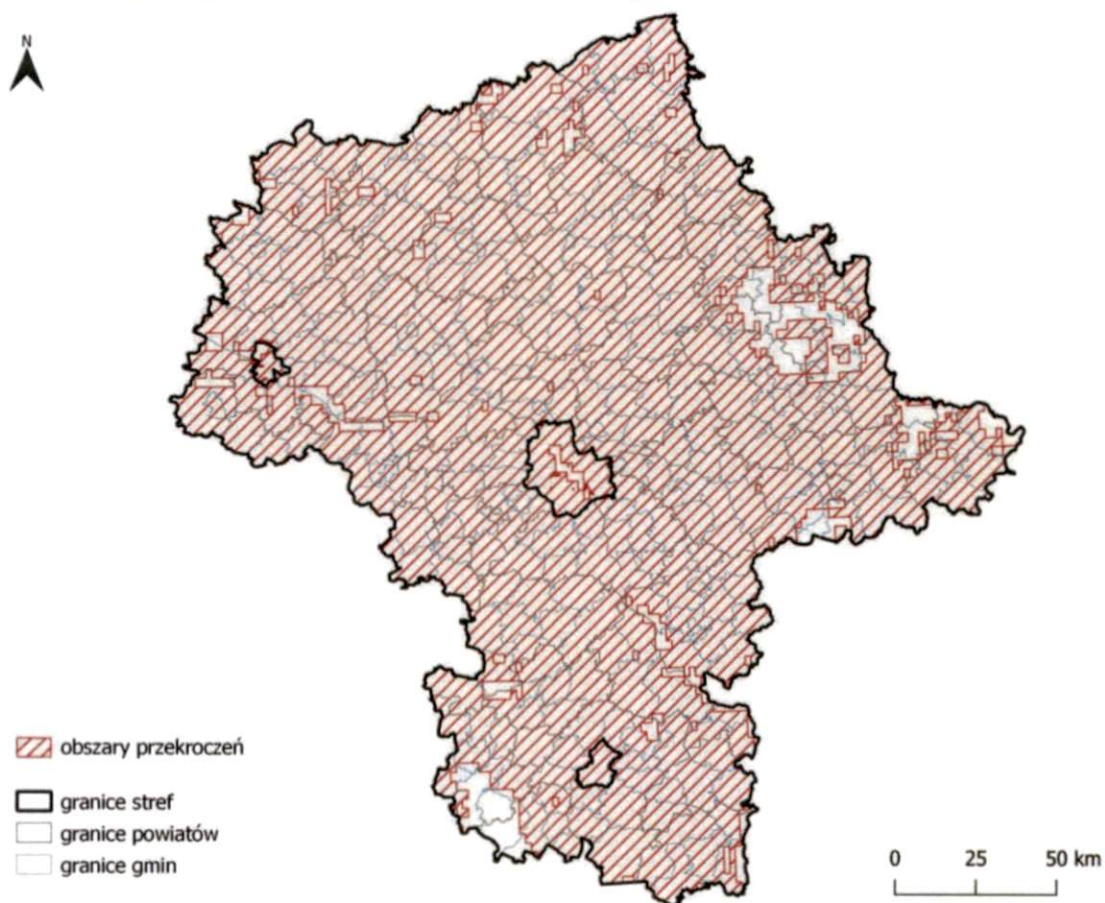 N
obszary przekroczeń
granice stref
granice powiatów
granice gmin
0 25 50 km